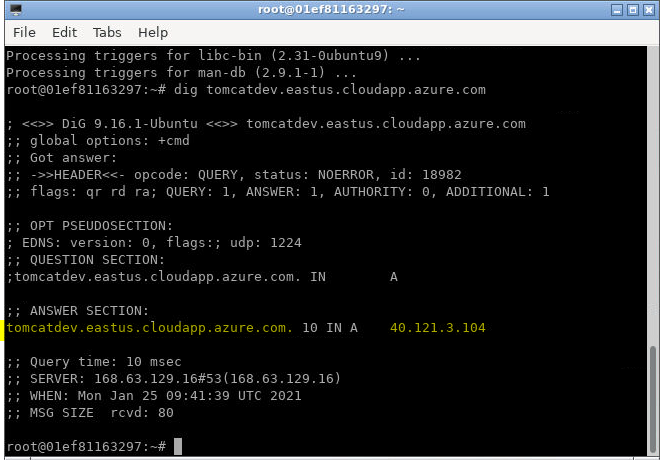 root@01ef81163297: ~
File Edit Tabs Help
Processing triggers for libc-bin (2.31-0ubuntu9) ...
Processing triggers for man-db (2.9.1-1) ...
root@01ef81163297:~# dig tomcatdev.eastus.cloudapp.azure.com
; <<>> DiG 9.16.1-Ubuntu <<>> tomcatdev.eastus.cloudapp.azure.com
;; global options: +cmd
;; Got answer:
;; ->>HEADER<<- opcode: QUERY, status: NOERROR, id: 18982
;; flags: qr rd ra; QUERY: 1, ANSWER: 1, AUTHORITY: 0, ADDITIONAL: 1
;; OPT PSEUDOSECTION:
; EDNS: version: 0, flags:; udp: 1224
;; QUESTION SECTION:
;tomcatdev.eastus.cloudapp.azure.com. IN A
;; ANSWER SECTION:
tomcatdev.eastus.cloudapp.azure.com. 10 IN A 40.121.3.104
;; Query time: 10 msec
;; SERVER: 168.63.129.16#53(168.63.129.16)
;; WHEN: Mon Jan 25 09:41:39 UTC 2021
;; MSG SIZE rcvd: 80
root@01ef81163297:~#